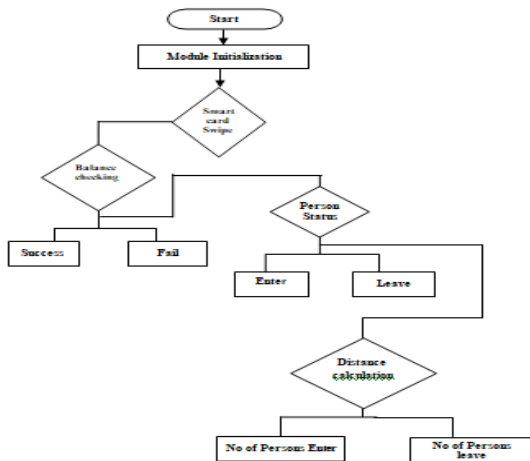 Start
Module Initialization
Smart
card
Swipe
Balance
checking
Person
Status
Success
Fail
Enter
Leave
Distance
calculation
No of Persons Enter
No of Persons
leave